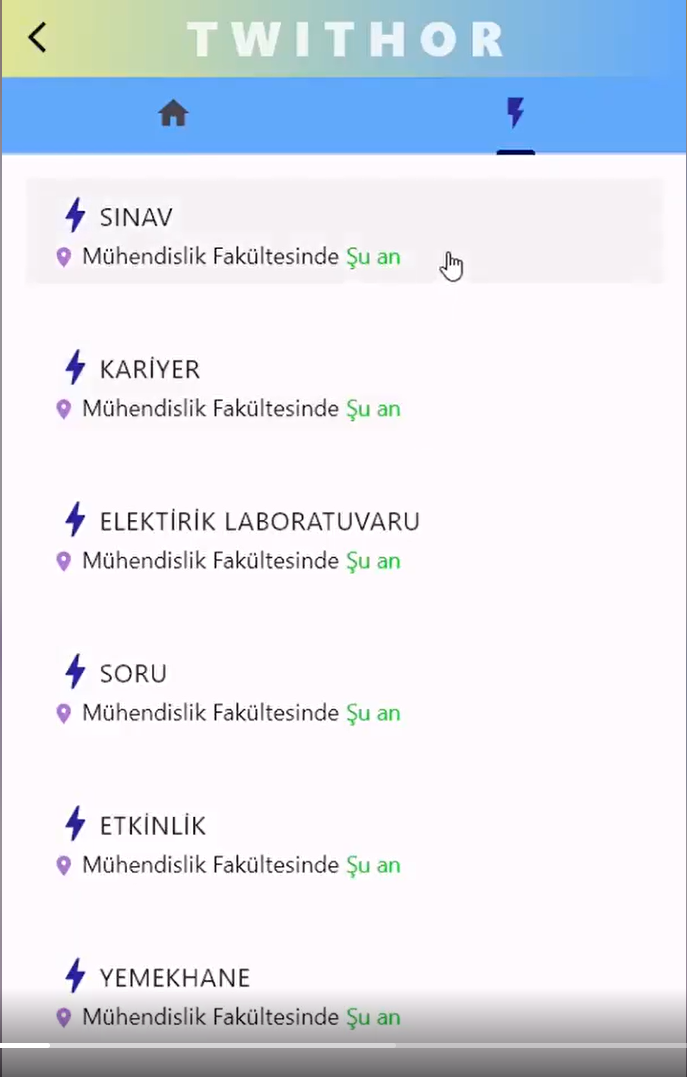 TWITHOR
SINAV
Mühendislik Fakültesinde Şu an
KARİYER
Mühendislik Fakültesinde Şu an
ELEKTİRİK LABORATUVARU
Mühendislik Fakültesinde Şu an
SORU
Mühendislik Fakültesinde Şu an
ETKİNLİK
Mühendislik Fakültesinde Şu an
YEMEKHANE
Mühendislik Fakültesinde Şu an